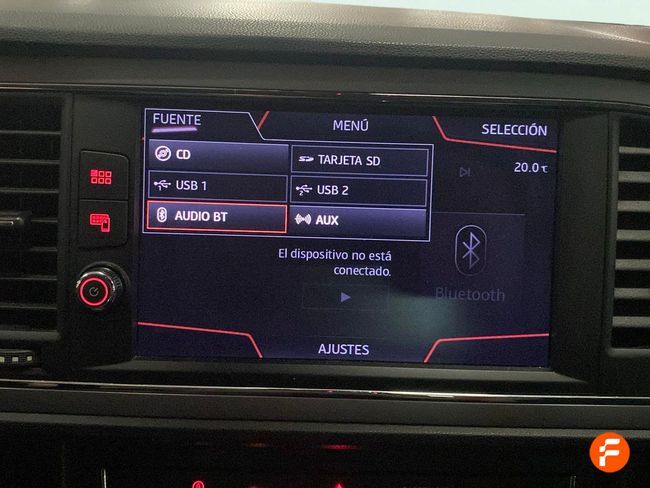 FUENTE
MENÚ
SELECCIÓN
CD
TARJETA SD
20.0 °C
USB 1
USB 2
AUDIO BT
AUX
El dispositivo no está
conectado.
Bluetooth
AJUSTES